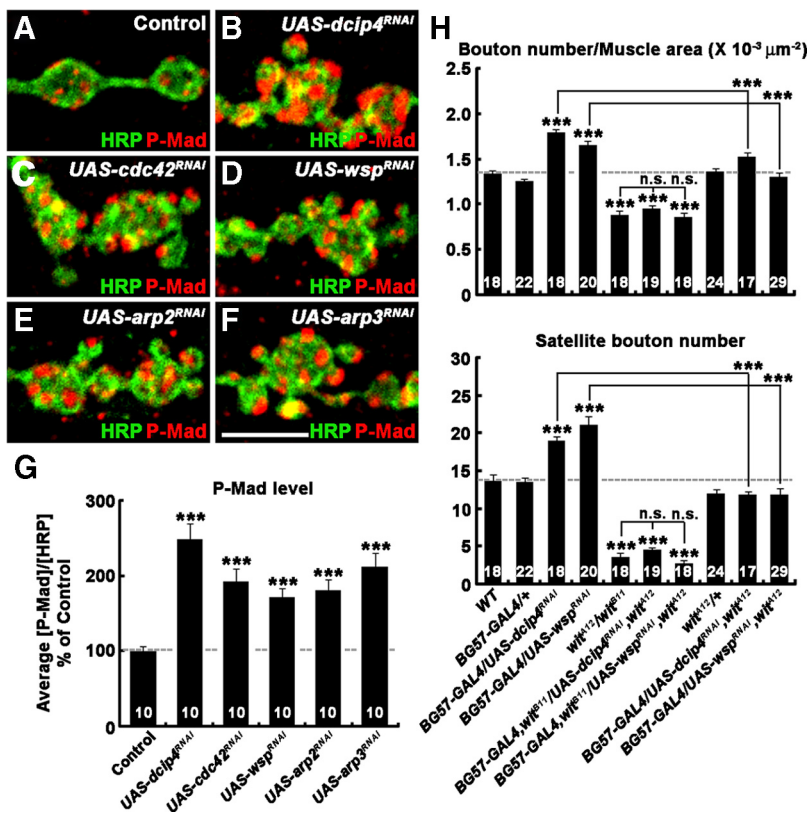 A
Control
HRP P-Mad
B
UAS-dcip4RNAi
HRP P-Mad
C
UAS-cdc42RNAi
HRP P-Mad
D
UAS-wspRNAi
HRP P-Mad
E
UAS-arp2RNAi
HRP P-Mad
F
UAS-arp3RNAi
HRP P-Mad
G
P-Mad level
Average [P-Mad]/[HRP]
% of Control
300
200
100
0
***
***
***
***
***
10 10 10 10 10 10
Control
UAS-dcip4RNAi
UAS-cdc42RNAi
UAS-wspRNAi
UAS-arp2RNAi
UAS-arp3RNAi
H
Bouton number/Muscle area (X 10-3 μm-2)
2.5
2.0
1.5
1.0
0.5
0
***
***
***
***
n.s. n.s.
***
***
***
18 22 18 20 18 19 18 24 17 29
Satellite bouton number
30
25
20
15
10
5
0
***
***
***
***
n.s.
n.s.
***
***
***
18 22 18 20 18 19 18 24 17 29
WT
BG57-GAL4/+
BG57-GAL4/UAS-dcip4RNAi
BG57-GAL4/UAS-wspRNAi
witA12/witB11
BG57-GAL4,witB11/UAS-dcip4RNAi,witA12
BG57-GAL4,witB11/UAS-wspRNAi,witA12
witA12/+
BG57-GAL4/UAS-dcip4RNAi,witA12
BG57-GAL4/UAS-wspRNAi,witA12